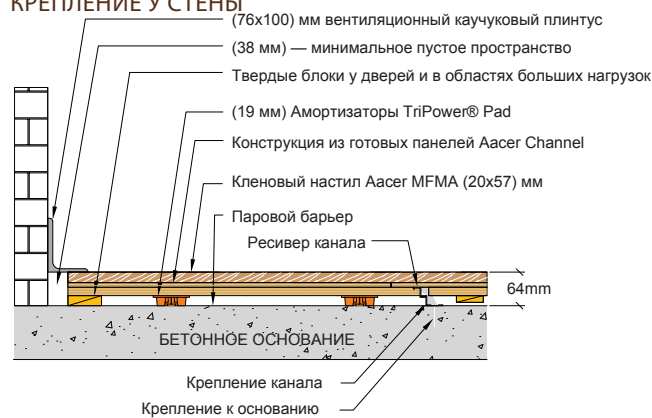 КРЕПЛЕНИЕ У СТЕНЫ
(76x100) мм вентиляционный каучуковый плинтус
(38 мм) — минимальное пустое пространство
Твердые блоки у дверей и в областях больших нагрузок
(19 мм) Амортизаторы TriPower® Pad
Конструкция из готовых панелей Aacer Channel
Кленовый настил Aacer MFMA (20x57) мм
Паровой барьер
Ресивер канала
64mm
БЕТОННОЕ ОСНОВАНИЕ
Крепление канала
Крепление к основанию